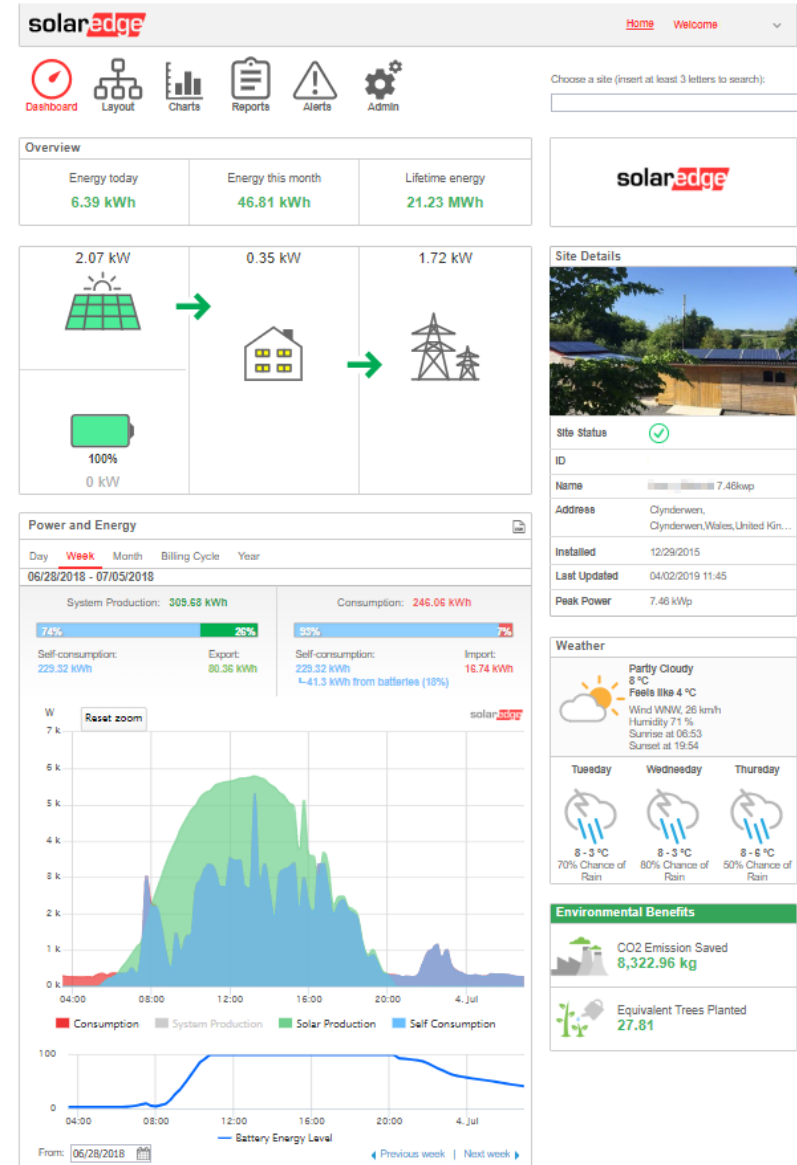 solaredge
Home Welcome
Dashboard Layout Charts Reports Alerts Admin
Choose a site (insert at least 3 letters to search):
Overview
Energy today Energy this month Lifetime energy
6.39 kWh 46.81 kWh 21.23 MWh
solaredge
2.07 kW 0.35 kW 1.72 kW
100%
0 kW
Site Details
Site Status
ID
Name 7.46kwp
Address Clynderwen,
Clynderwen,Wales,United Kin...
Installed 12/29/2015
Last Updated 04/02/2019 11:45
Peak Power 7.46 kWp
Power and Energy
Day Week Month Billing Cycle Year
06/28/2018 - 07/05/2018
System Production: 309.68 kWh Consumption: 246.06 kWh
74% 26% 93% 7%
Self-consumption: Export: Self-consumption: Import:
229.32 kWh 80.36 kWh 229.32 kWh 16.74 kWh
41.3 kWh from batteries (18%)
W Reset zoom solaredge
7 k
6 k
5 k
4 k
3 k
2 k
1 k
0 k
04:00 08:00 12:00 16:00 20:00 4. Jul
Consumption System Production Solar Production Self Consumption
100
0
04:00 08:00 12:00 16:00 20:00 4. Jul
Battery Energy Level
From: 06/28/2018 Previous week | Next week
Weather
Partly Cloudy
8 ºC
Feels like 4 ºC
Wind WNW, 26 km/h
Humidity 71 %
Sunrise at 06:53
Sunset at 19:54
Tuesday Wednesday Thursday
8 - 3 ºC 8 - 3 ºC 8 - 6 ºC
70% Chance of 80% Chance of 50% Chance of
Rain Rain Rain
Environmental Benefits
CO2 Emission Saved
8,322.96 kg
Equivalent Trees Planted
27.81